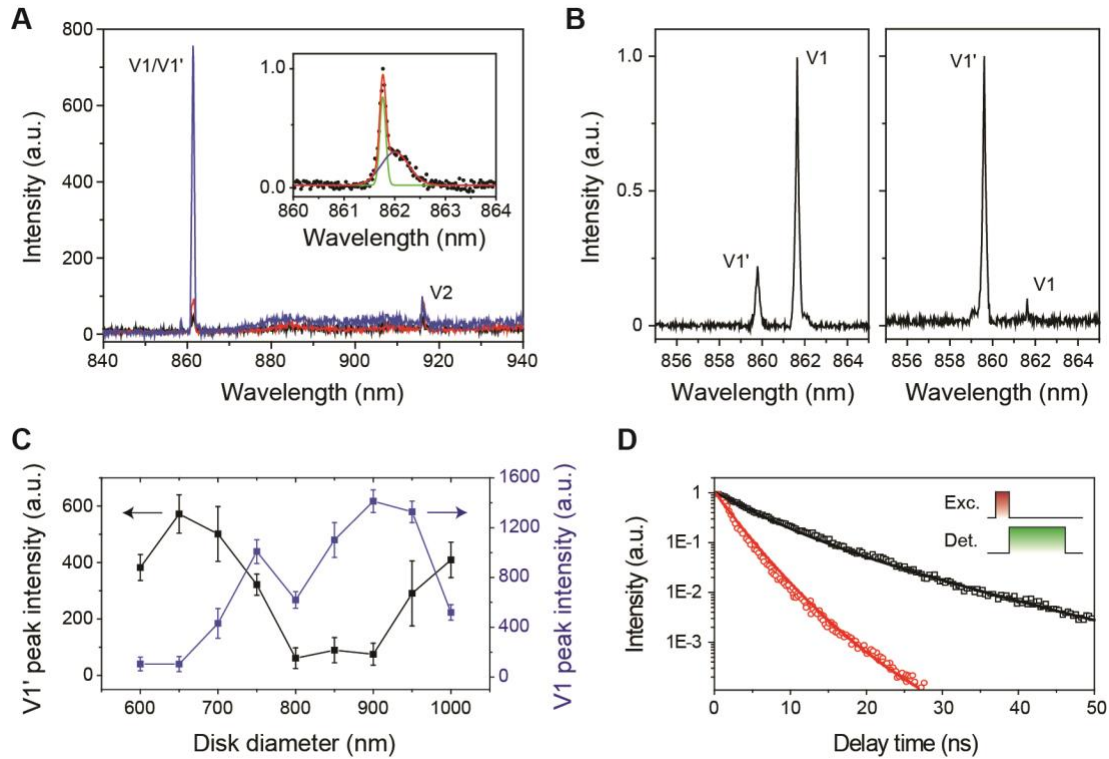 A
800
600
400
200
0
Intensity (a.u.)
V1/V1'
V2
840 860 880 900 920 940
Wavelength (nm)
1.0
0.0
860 861 862 863 864
Wavelength (nm)
B
1.0
0.5
0
Intensity (a.u.)
V1
V1'
856 858 860 862 864
Wavelength (nm)
V1'
V1
856 858 860 862 864
Wavelength (nm)
C
600
400
200
0
V1' peak intensity (a.u.)
1600
1200
800
400
0
V1 peak intensity (a.u.)
600 700 800 900 1000
Disk diameter (nm)
D
1
1E-1
1E-2
1E-3
Intensity (a.u.)
Exc.
Det.
0 10 20 30 40 50
Delay time (ns)